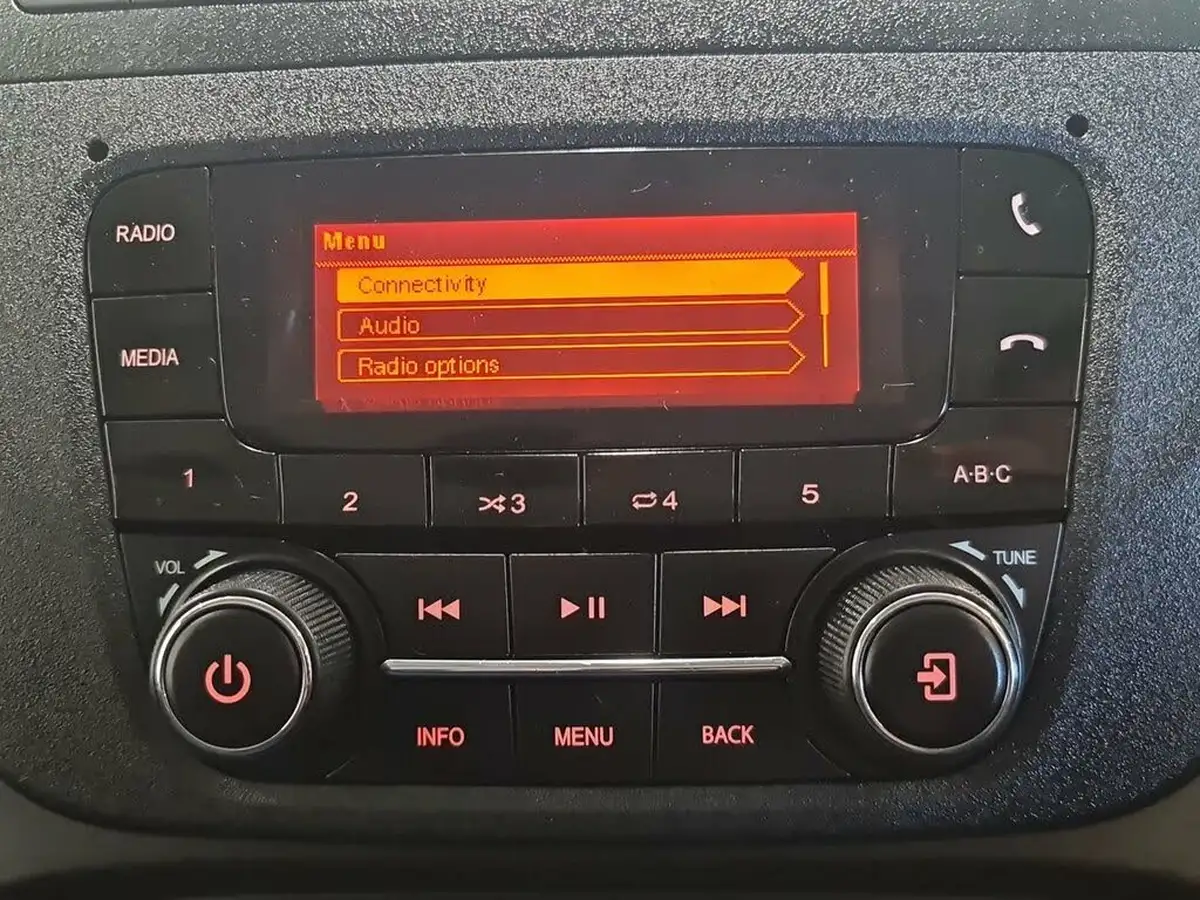 RADIO
MEDIA
Menu
Connectivity
Audio
Radio options
1
2
3
4
5
A·B·C
VOL
TUNE
INFO
MENU
BACK